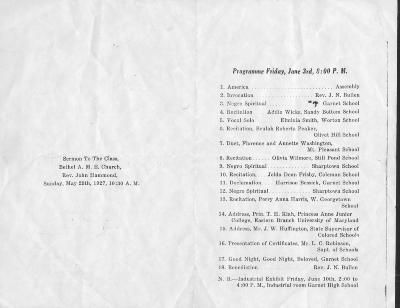 Sermon To The Class,
Bethel A. M. E. Church,
Rev. John Hammond,
Sunday, May 29th, 1927, 10:30 A. M.
Programme Friday, June 3rd, 8:00 P. M.
1. America ........ Assembly
2. Invocation ........ Rev. J. N. Bullen
3. Negro Spiritual ........ Garnet School
4. Recitation Addie Wicks, Sandy Bottom School
5. Vocal Solo Elminia Smith, Worton School
6. Recitation, Beulah Roberta Peaker,
Olivet Hill School
7. Duet, Florence and Annette Washington,
Mt. Pleasant School
8. Recitation ..... Olivia Wilmore, Still Pond School
9. Negro Spiritual ........ Sharptown School
10. Recitation, Jelda Dean Frisby, Coleman School
11. Declamation ..... Harrison Bessick, Garnet School
12. Negro Spiritual ........ Sharptown School
13. Recitation, Perry Anna Harris, W. Georgetown
School
14. Address, Prin. T. H. Kiah, Princess Anne Junior
College, Eastern Branch University of Maryland
15. Address, Mr. J. W. Huffington, State Supervisor of
Colored Schools
16. Presentation of Certificates, Mr. L. C. Robinson,
Supt. of Schools
17. Good Night, Good Night, Beloved, Garnet School
18. Benediction ........ Rev. J. N. Bullen
N. B.—Industrial Exhibit Friday, June 10th, 2:00 to
4:00 P. M., Industrial room Garnet High School